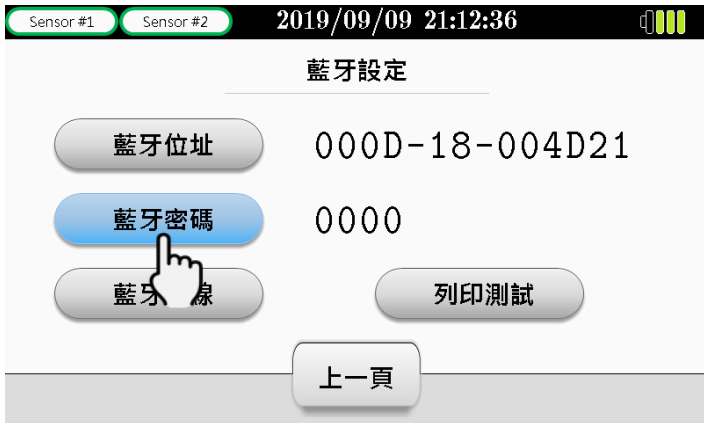 Sensor #1 Sensor #2 2019/09/09 21:12:36
藍牙設定
藍牙位址 000D-18-004D21
藍牙密碼 0000
藍牙 線 列印測試
上一頁